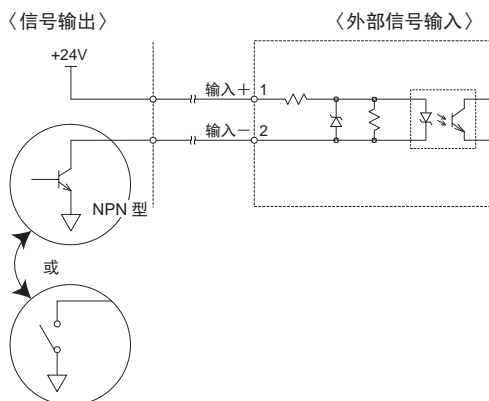 〈信号输出〉
〈外部信号输入〉
+24V
输入＋ 1
输入－ 2
NPN 型
或